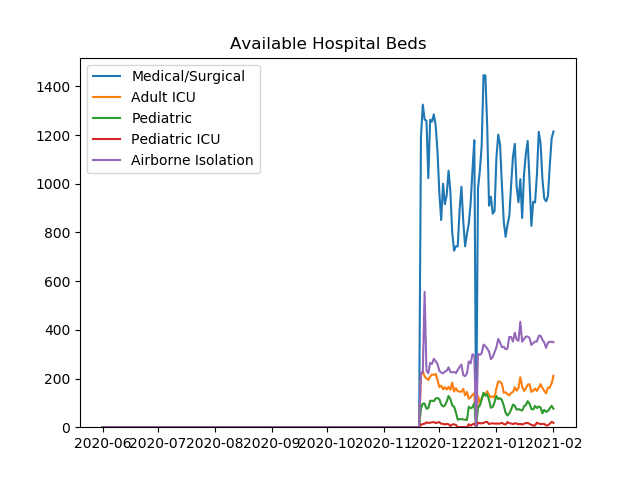 Available Hospital Beds
Medical/Surgical
Adult ICU
Pediatric
Pediatric ICU
Airborne Isolation
1400
1200
1000
800
600
400
200
0
2020-06 2020-07 2020-08 2020-09 2020-10 2020-11 2020-12 2021-01 2021-02